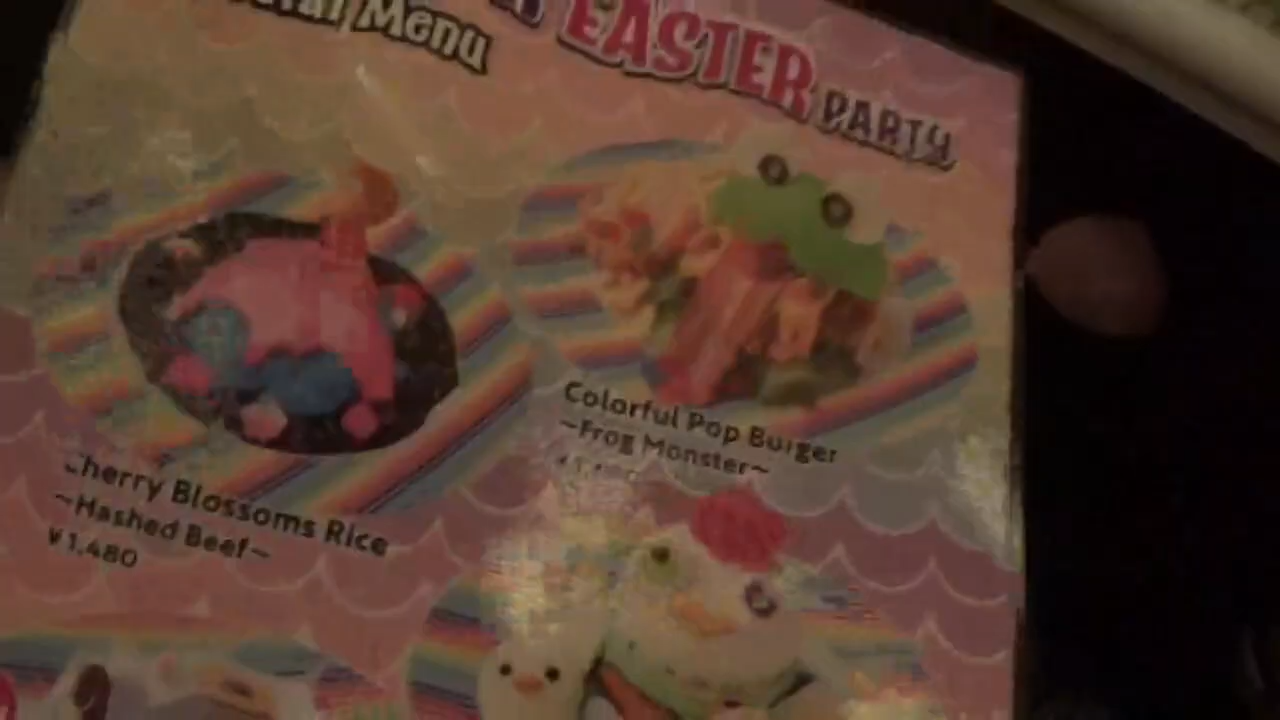 EASTER PARTY
Menu
Colorful Pop Burger
~Frog Monster~
Cherry Blossoms Rice
~Hashed Beef~
¥1,480